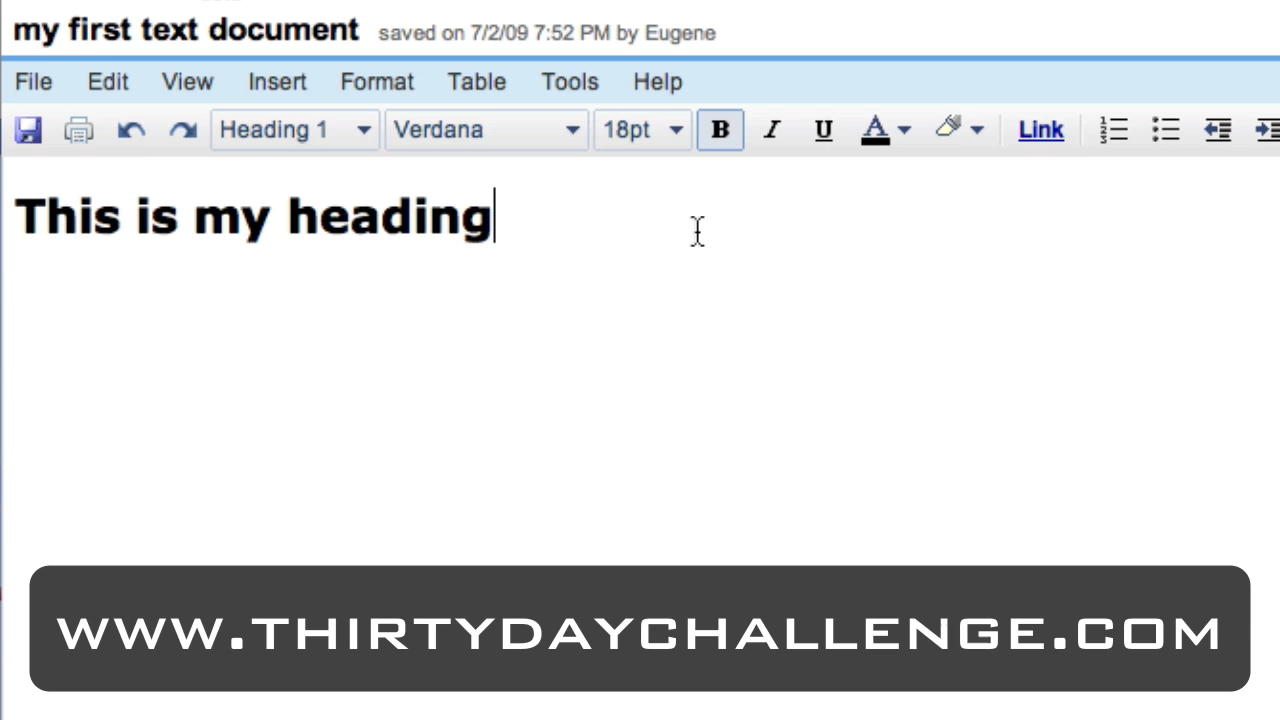 my first text document saved on 7/2/09 7:52 PM by Eugene
File Edit View Insert Format Table Tools Help
Heading 1 Verdana 18pt B I U A Link
This is my heading
WWW.THIRTYDAYCHALLENGE.COM